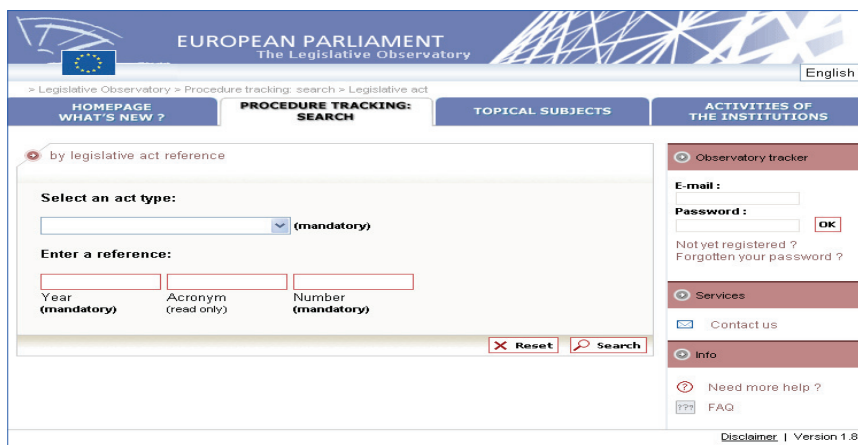 EUROPEAN PARLIAMENT
The Legislative Observatory
English
> Legislative Observatory > Procedure tracking: search > Legislative act
HOMEPAGE
WHAT'S NEW ?
PROCEDURE TRACKING:
SEARCH
TOPICAL SUBJECTS
ACTIVITIES OF
THE INSTITUTIONS
by legislative act reference
Select an act type:
(mandatory)
Enter a reference:
Year
(mandatory)
Acronym
(read only)
Number
(mandatory)
Reset
Search
Observatory tracker
E-mail :
Password :
OK
Not yet registered ?
Forgotten your password ?
Services
Contact us
Info
Need more help ?
??? FAQ
Disclaimer | Version 1.8